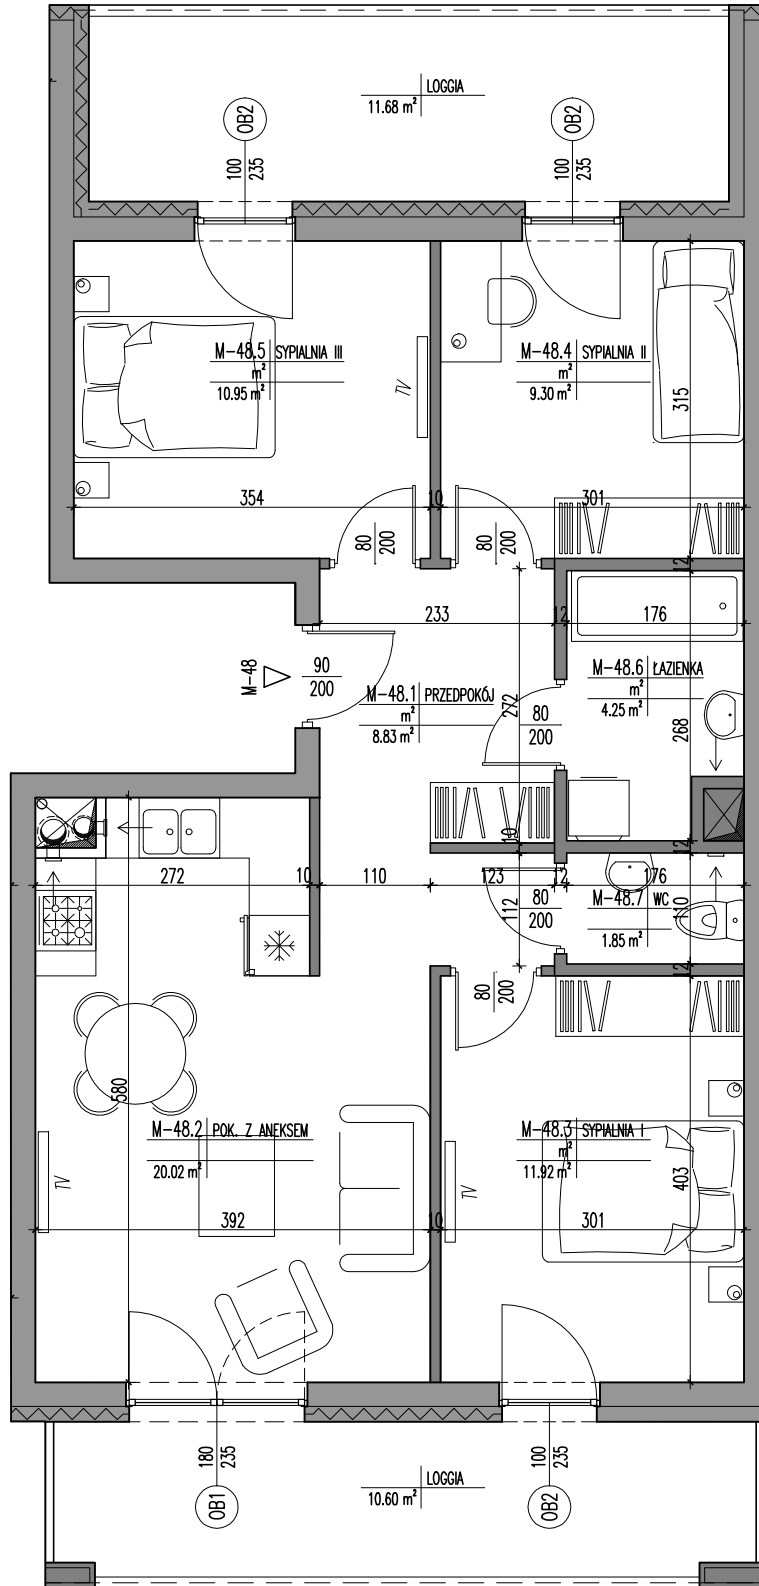 LOGGIA
11.68 m²
OB2
OB2
100
235
100
235
M-48.5 SYPIALNIA III
m²
10.95 m²
M-48.4 SYPIALNIA II
m²
9.30 m²
TV
315
354
10
301
80
200
80
200
12
233
12
176
M-48
90
200
M-48.1 PRZEDPOKÓJ
m²
8.83 m²
272
M-48.6 ŁAZIENKA
m²
4.25 m²
80
200
268
10
12
272
10
110
123
12
176
112
80
200
M-48.7 WC
1.85 m²
110
12
80
200
580
M-48.2 POK. Z ANEKSEM
20.02 m²
M-48.3 SYPIALNIA I
m²
11.92 m²
403
TV
TV
392
10
301
180
235
100
235
LOGGIA
10.60 m²
OB1
OB2